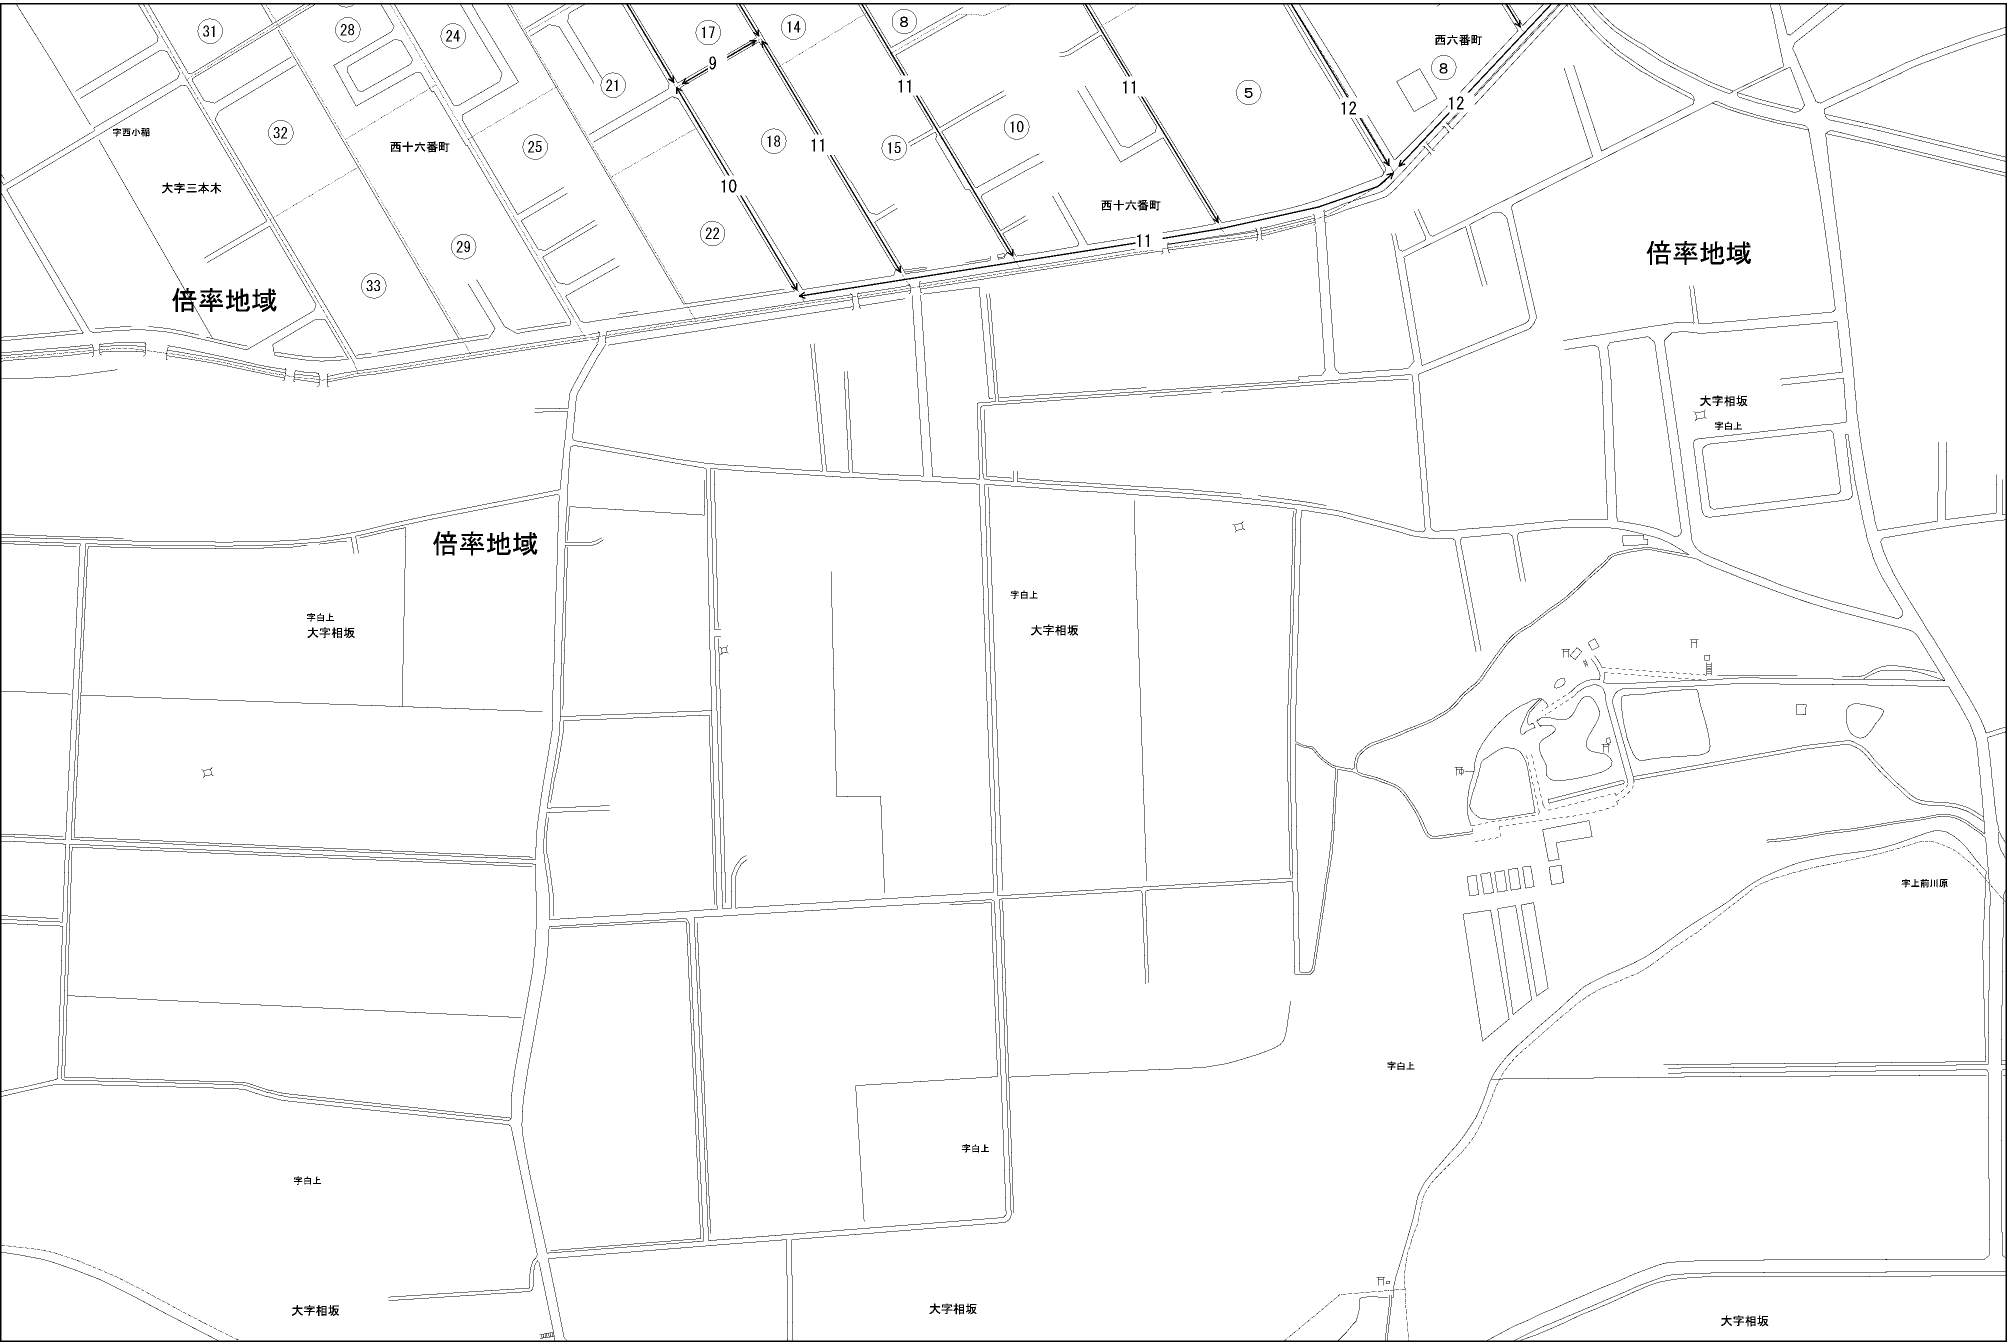 31
28
24
17
14
8
西六番町
8
21
9
11
11
5
12
12
字西小稲
32
西十六番町
25
18
11
15
10
大字三本木
10
西十六番町
29
22
11
倍率地域
33
倍率地域
大字相坂
字白上
倍率地域
字白上
大字相坂
字白上
大字相坂
字上前川原
字白上
字白上
字白上
大字相坂
大字相坂
大字相坂